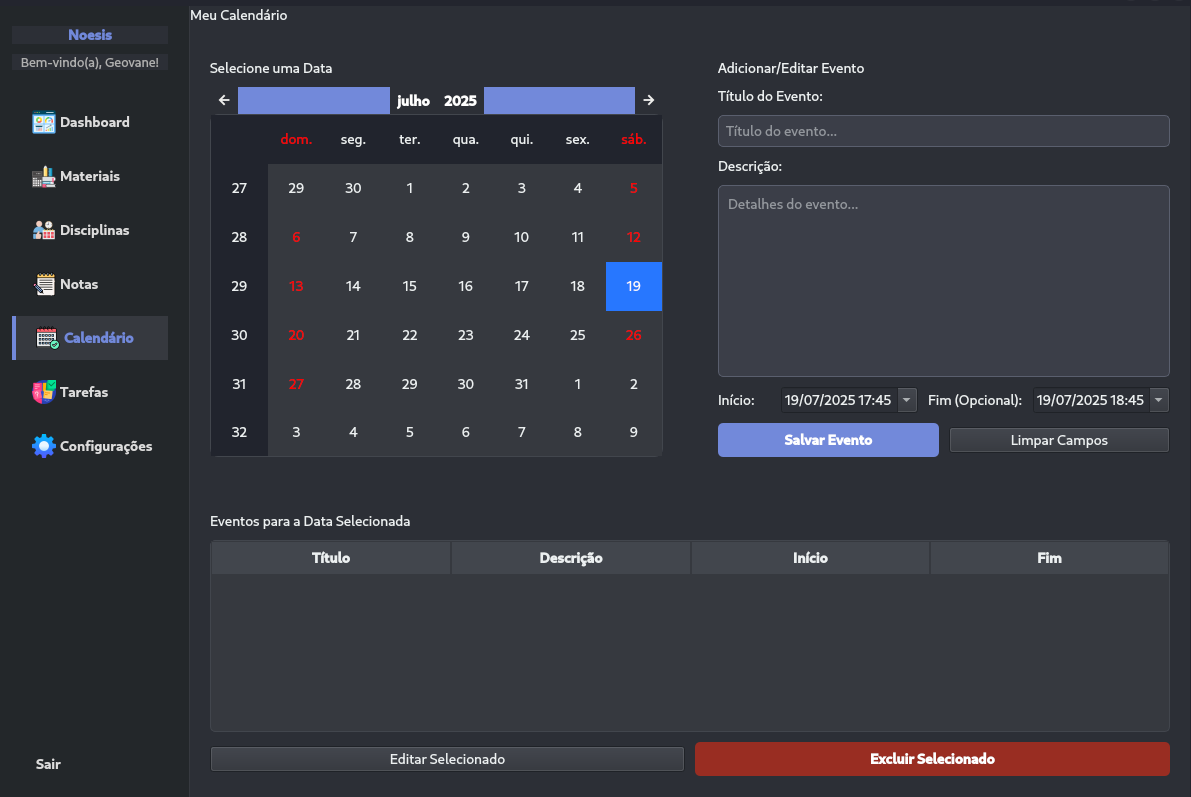 Noesis
Bem-vindo(a), Geovane!
Dashboard
Materiais
Disciplinas
Notas
Calendário
Tarefas
Configurações
Sair
Meu Calendário
Selecione uma Data
julho 2025
dom. seg. ter. qua. qui. sex. sáb.
27 29 30 1 2 3 4 5
28 6 7 8 9 10 11 12
29 13 14 15 16 17 18 19
30 20 21 22 23 24 25 26
31 27 28 29 30 31 1 2
32 3 4 5 6 7 8 9
Adicionar/Editar Evento
Título do Evento:
Título do evento...
Descrição:
Detalhes do evento...
Início: 19/07/2025 17:45 Fim (Opcional): 19/07/2025 18:45
Salvar Evento Limpar Campos
Eventos para a Data Selecionada
Título Descrição Início Fim
Editar Selecionado Excluir Selecionado